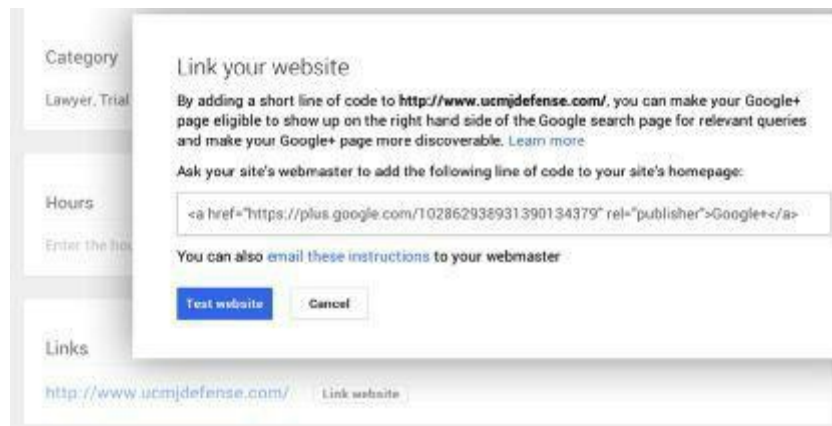 Category
Lawyer, Trial
Hours
Enter the hou
Links
http://www.ucmjdefense.com/ Link website
Link your website
By adding a short line of code to http://www.ucmjdefense.com/, you can make your Google+
page eligible to show up on the right hand side of the Google search page for relevant queries
and make your Google+ page more discoverable. Learn more
Ask your site's webmaster to add the following line of code to your site's homepage:
<a href="https://plus.google.com/102862938931390134379" rel="publisher">Google+</a>
You can also email these instructions to your webmaster
Test website Cancel